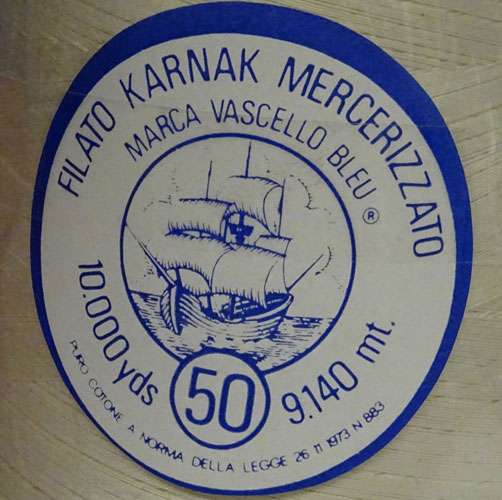 FILATO KARNAK MERCERIZZATO
MARCA VASCELLO BLEU ®
10.000 yds
50
9.140 mt.
PURO COTONE A NORMA DELLA LEGGE 26 11 1973 N 883